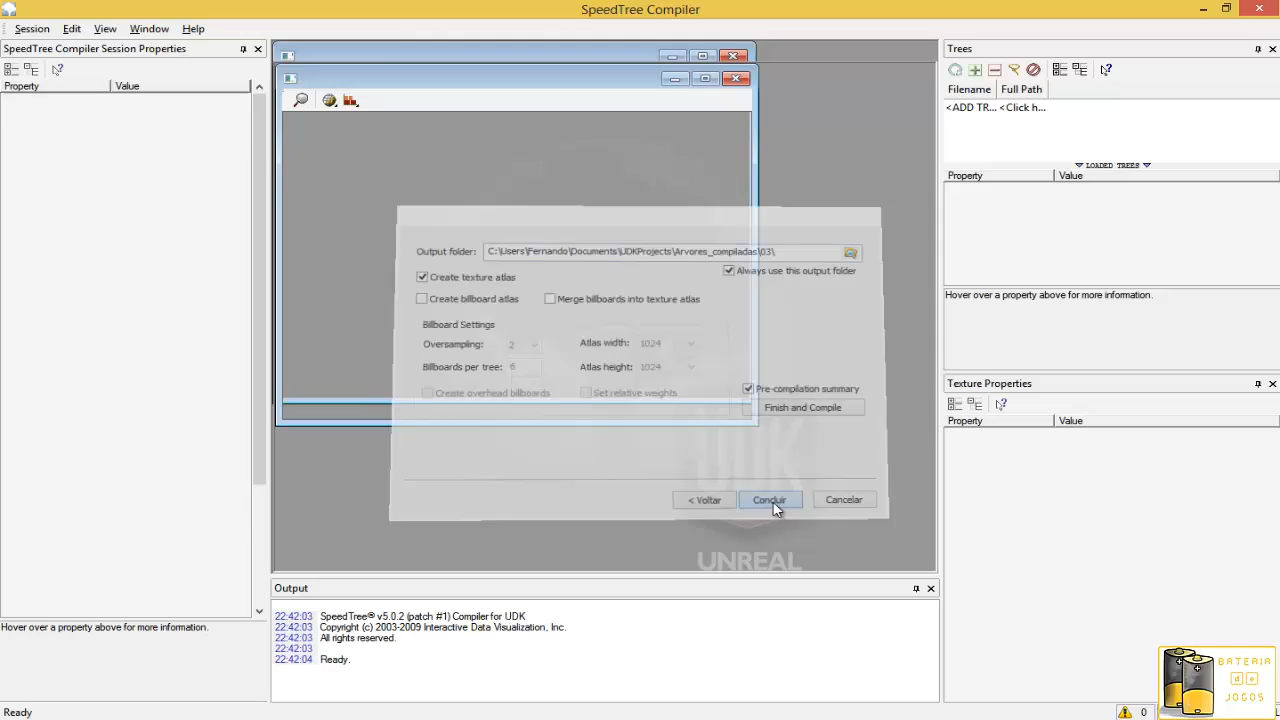 SpeedTree Compiler
Session Edit View Window Help
SpeedTree Compiler Session Properties
Property Value
Hover over a property above for more information.
Output folder: C:\Users\Fernando\Documents\UDKProjects\Arvores_compiladas\03\
Create texture atlas
Always use this output folder
Create billboard atlas
Merge billboards into texture atlas
Billboard Settings
Oversampling: 2
Atlas width: 1024
Billboards per tree: 6
Atlas height: 1024
Create overhead billboards
Set relative weights
Pre-compilation summary
Finish and Compile
< Voltar
Conduir
Cancelar
UDK
UNREAL
Output
22:42:03 SpeedTree® v5.0.2 (patch #1) Compiler for UDK
22:42:03 Copyright (c) 2003-2009 Interactive Data Visualization, Inc.
22:42:03 All rights reserved.
22:42:03
22:42:04 Ready.
Trees
Filename Full Path
<ADD TR... <Click h...
LOADED TREES
Property Value
Hover over a property above for more information.
Texture Properties
Property Value
Ready
0
BATERIA
de
JOGOS